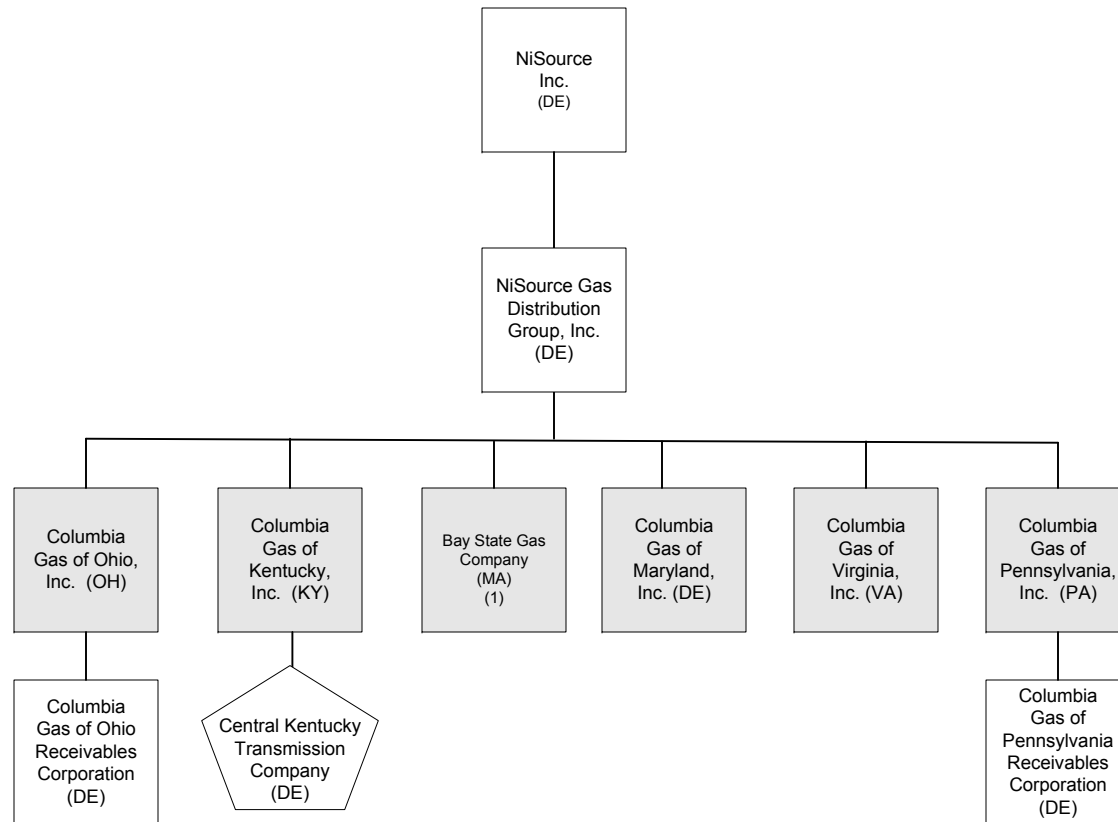 NiSource
Inc.
(DE)
NiSource Gas
Distribution
Group, Inc.
(DE)
Columbia
Gas of Ohio,
Inc. (OH)
Columbia
Gas of
Kentucky,
Inc. (KY)
Bay State Gas
Company
(MA)
(1)
Columbia
Gas of
Maryland,
Inc. (DE)
Columbia
Gas of
Virginia,
Inc. (VA)
Columbia
Gas of
Pennsylvania,
Inc. (PA)
Columbia
Gas of Ohio
Receivables
Corporation
(DE)
Central Kentucky
Transmission
Company
(DE)
Columbia
Gas of
Pennsylvania
Receivables
Corporation
(DE)